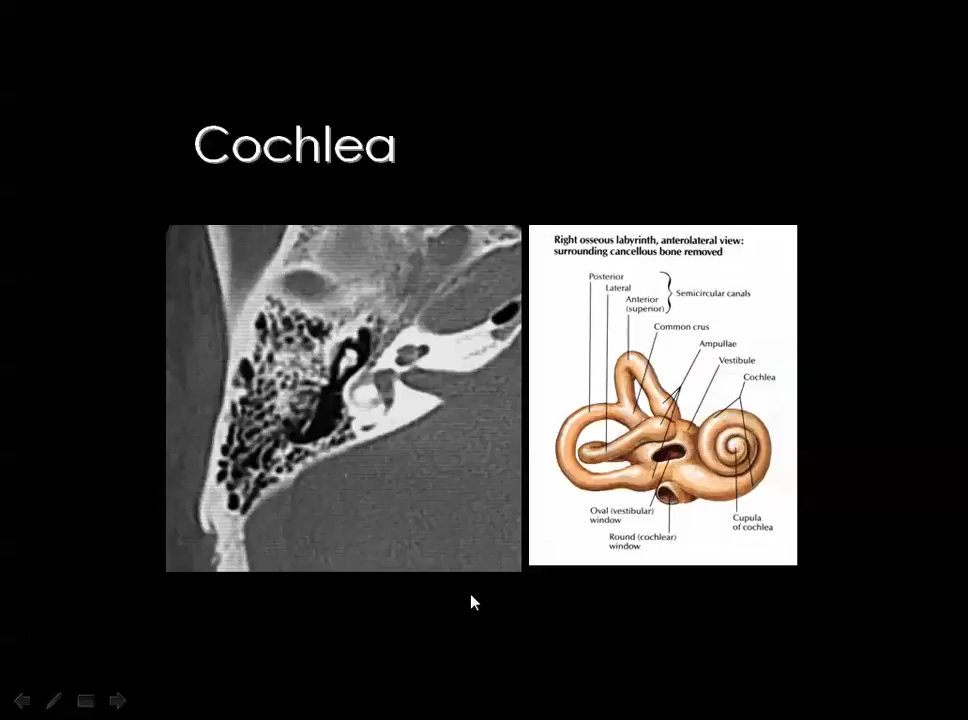 Cochlea
Right osseous labyrinth, anterolateral view:
surrounding cancellous bone removed
Posterior
Lateral
Anterior
(superior)
Semicircular canals
Common crus
Ampullae
Vestibule
Cochlea
Oval (vestibular)
window
Round (cochlear)
window
Cupula
of cochlea